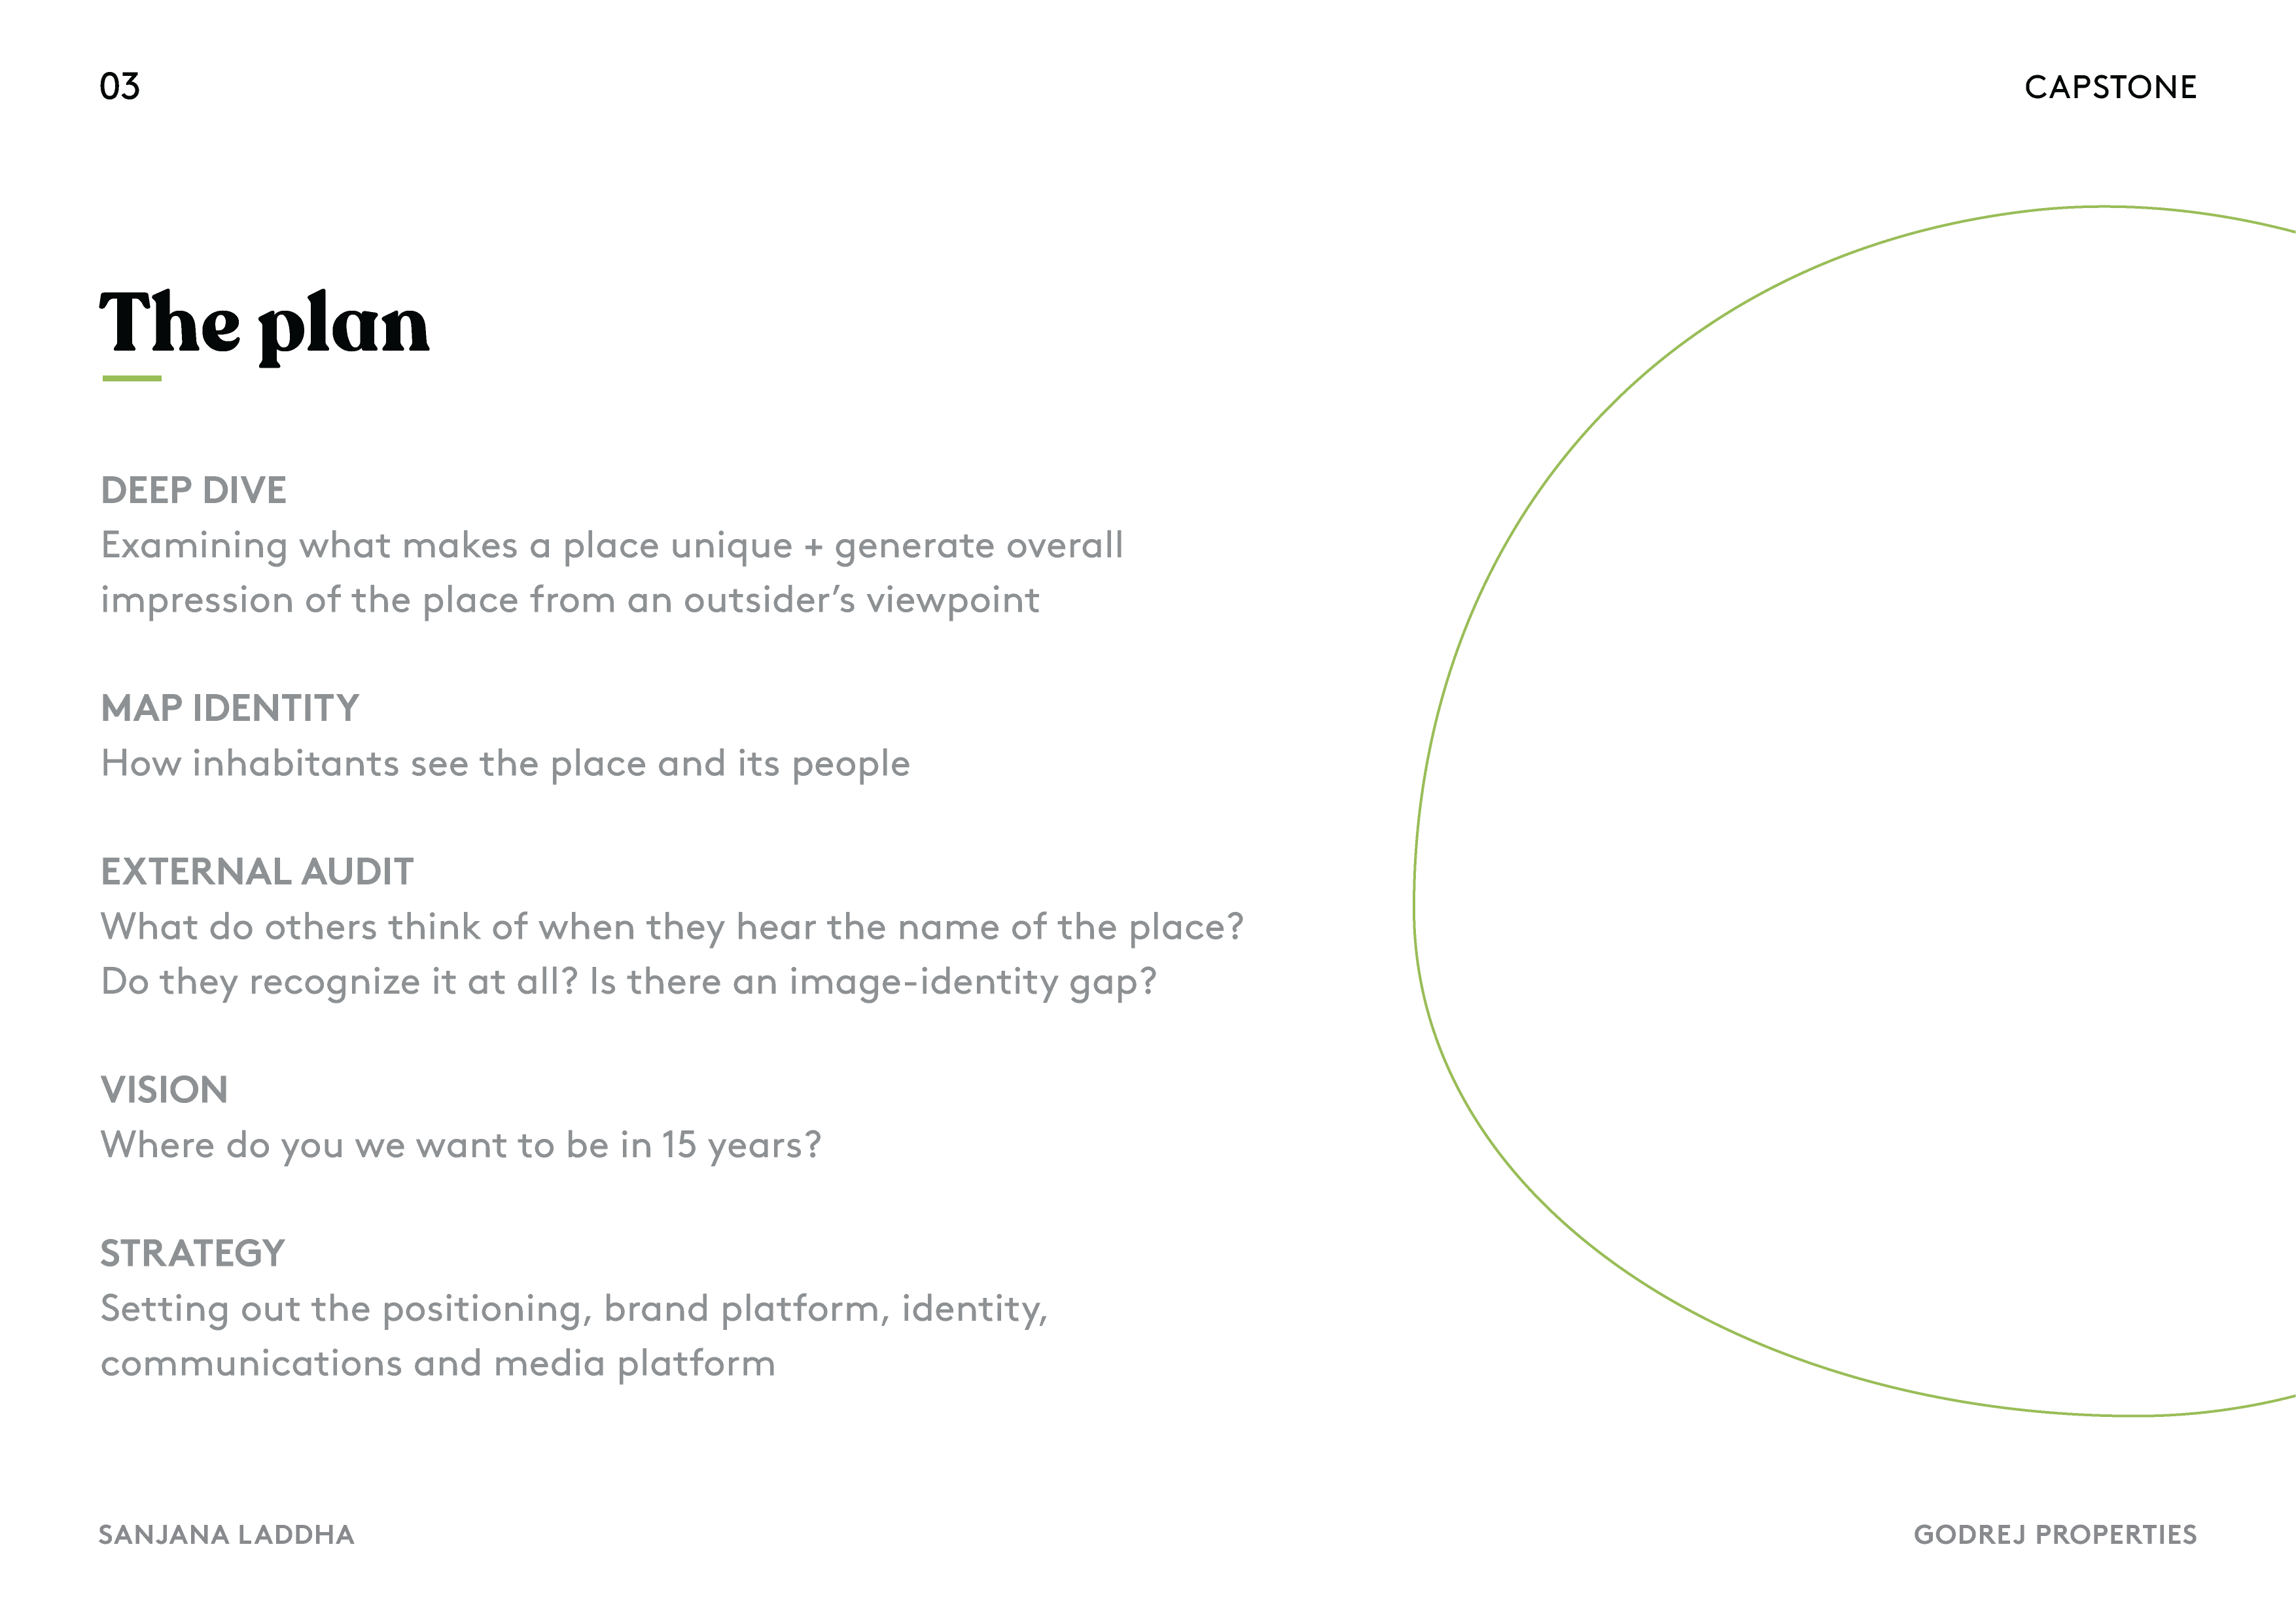 03
CAPSTONE
The plan
DEEP DIVE
Examining what makes a place unique + generate overall
impression of the place from an outsider’s viewpoint
MAP IDENTITY
How inhabitants see the place and its people
EXTERNAL AUDIT
What do others think of when they hear the name of the place?
Do they recognize it at all? Is there an image-identity gap?
VISION
Where do you we want to be in 15 years?
STRATEGY
Setting out the positioning, brand platform, identity,
communications and media platform
SANJANA LADDHA
GODREJ PROPERTIES